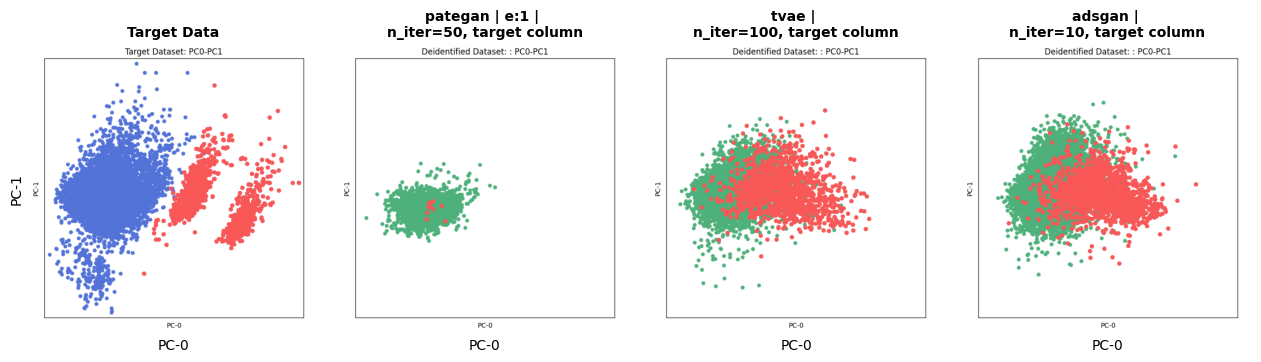 Target Data
Target Dataset: PC0-PC1
PC-1
PC-1
PC-0
PC-0
pategan | e:1 |
n_iter=50, target column
Deidentified Dataset: : PC0-PC1
PC-1
PC-0
PC-0
tvae |
n_iter=100, target column
Deidentified Dataset: : PC0-PC1
PC-1
PC-0
PC-0
adsgan |
n_iter=10, target column
Deidentified Dataset: : PC0-PC1
PC-1
PC-0
PC-0